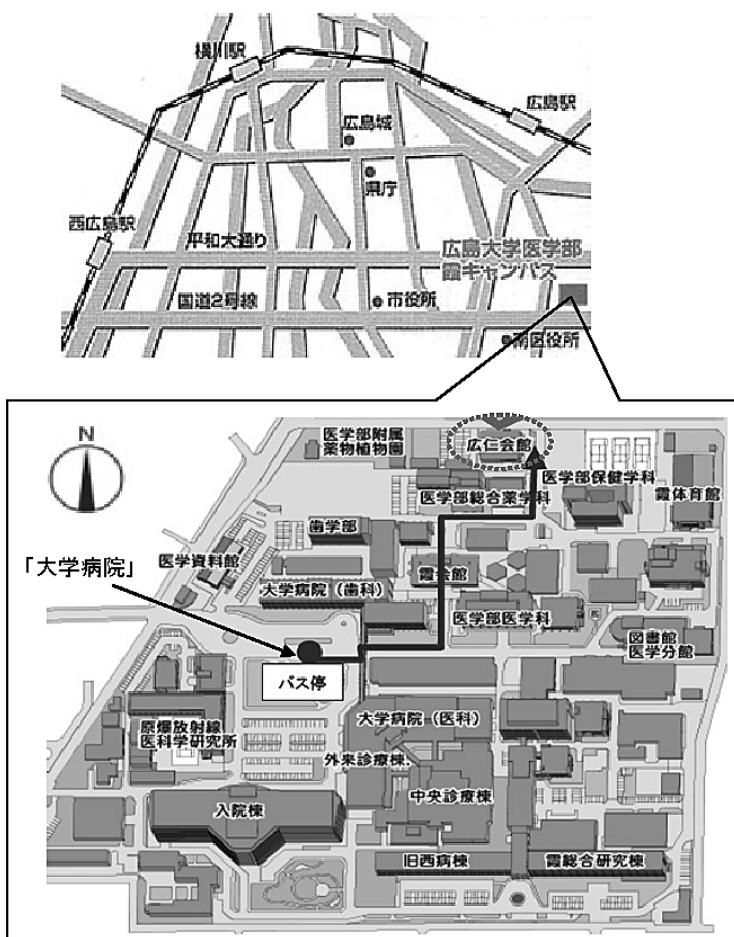 横川駅
広島駅
広島城
県庁
西広島駅
平和大通り
広島大学医学部
霞キャンパス
国道2号線
市役所
南区役所
N
医学部附属
薬物植物園
広仁会館
医学部保健学科
医学部総合薬学科
霞体育館
歯学部
医学資料館
霞会館
「大学病院」
大学病院(歯科)
医学部医学科
図書館
医学分館
バス停
大学病院(医科)
原爆放射線
医科学研究所
外来診療棟
中央診療棟
入院棟
旧西病棟
霞総合研究棟